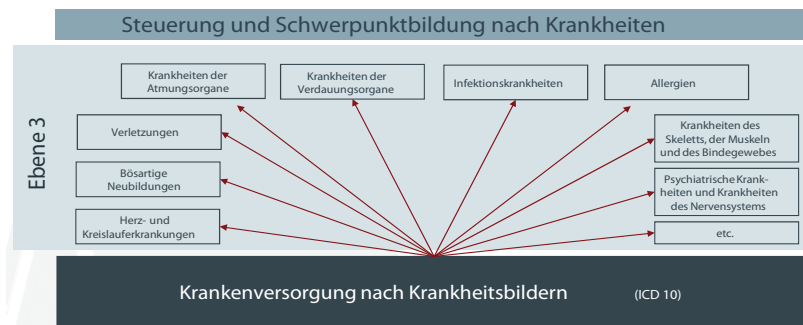 Steuerung und Schwerpunktbildung nach Krankheiten
Ebene 3
Krankheiten der
Atmungsorgane
Krankheiten der
Verdauungsorgane
Infektionskrankheiten
Allergien
Verletzungen
Krankheiten des
Skeletts, der Muskeln
und des Bindegewebes
Bösartige
Neubildungen
Psychiatrische Krank-
heiten und Krankheiten
des Nervensystems
Herz- und
Kreislauferkrankungen
etc.
Krankenversorgung nach Krankheitsbildern (ICD 10)